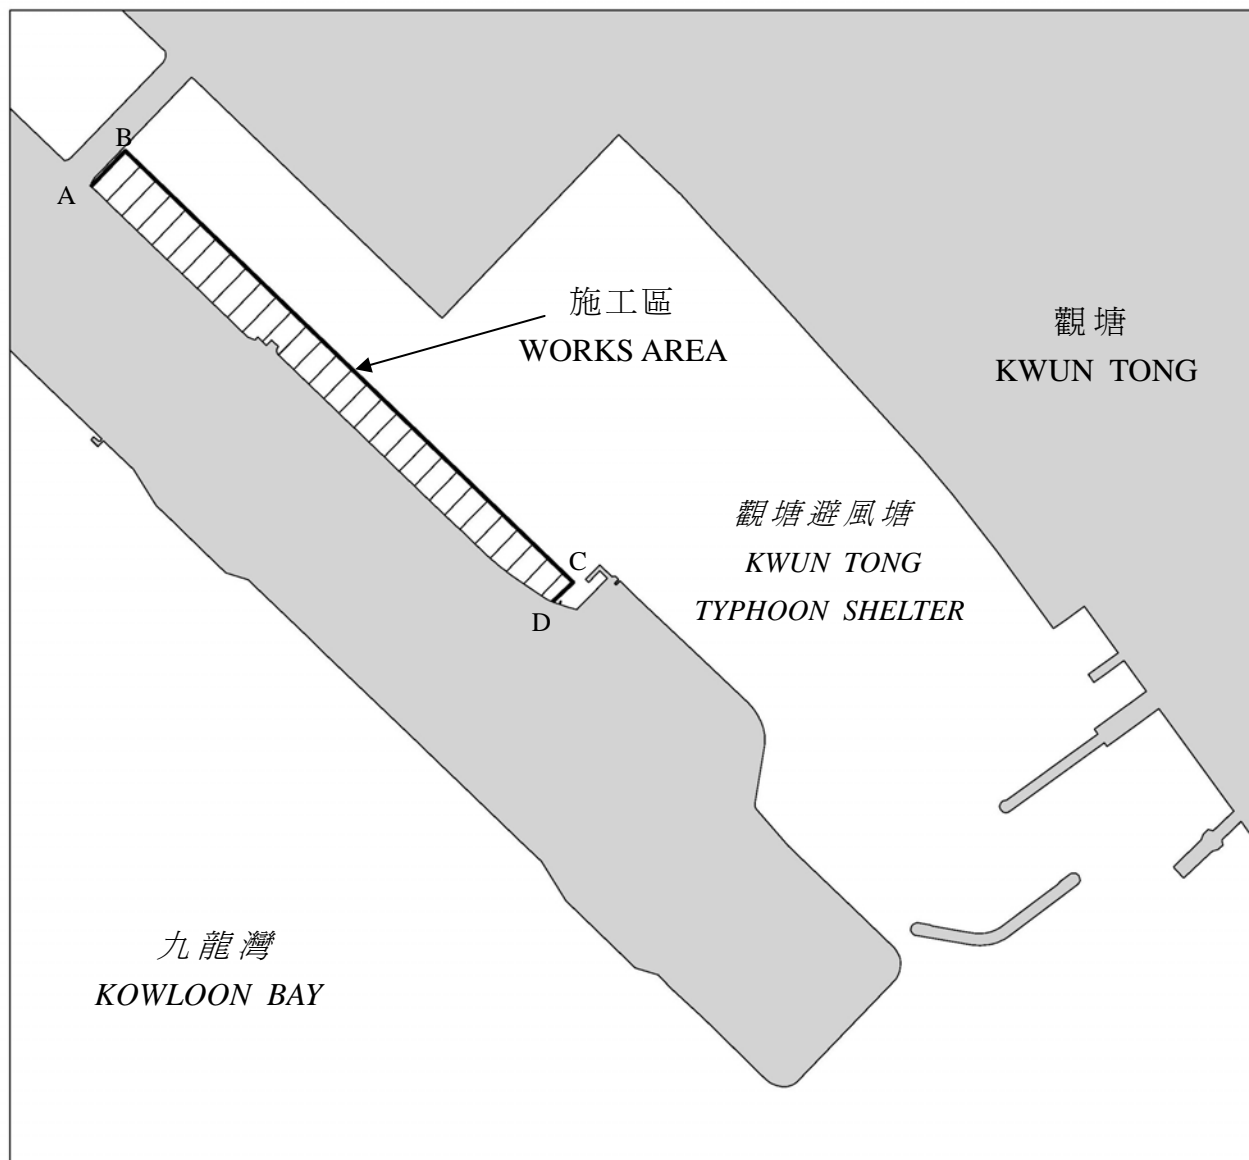 B
A
施工區
WORKS AREA
觀塘
KWUN TONG
觀塘避風塘
KWUN TONG
TYPHOON SHELTER
C
D
九龍灣
KOWLOON BAY